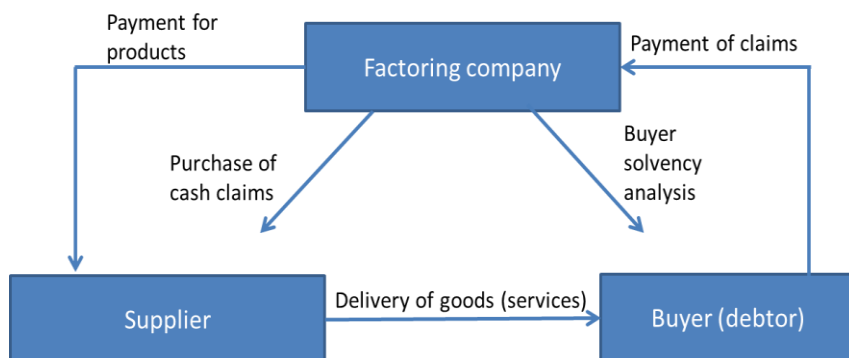 Payment for
products
Factoring company
Payment of claims
Purchase of
cash claims
Buyer
solvency
analysis
Supplier
Delivery of goods (services)
Buyer (debtor)